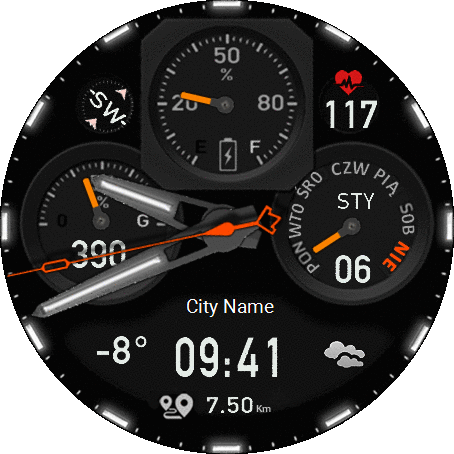 50
%
20 80
E F
SW
117
%
0 G
390
PON WTO ŚRO CZW PIĄ SOB NIE
STY
06
City Name
-8°
09:41
7.50 Km